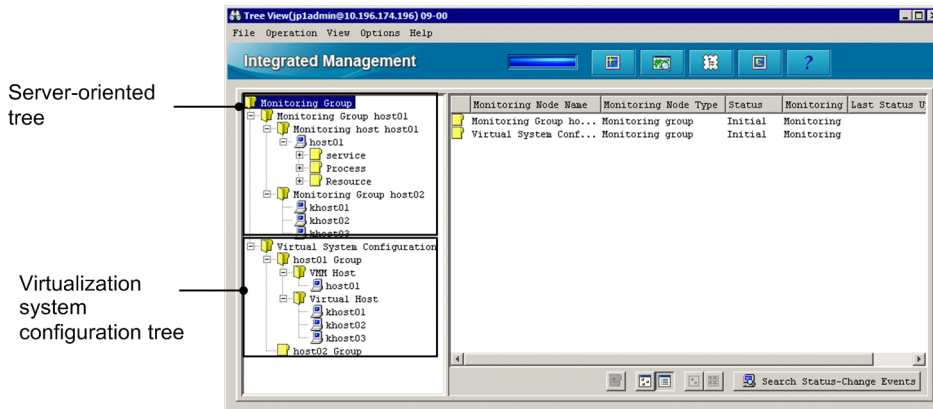 Server-oriented
tree
Virtualization
system
configuration tree
Tree View(jp1admin@10.196.174.196) 09-00
File Operation View Options Help
Integrated Management
?
Monitoring Group
Monitoring Group host01
Monitoring host host01
host01
service
Process
Resource
Monitoring Group host02
khost01
khost02
khost03
Virtual System Configuration
host01 Group
VMM Host
host01
Virtual Host
khost01
khost02
khost03
host02 Group
Monitoring Node Name Monitoring Node Type Status Monitoring Last Status U
Monitoring Group ho... Monitoring group Initial Monitoring
Virtual System Conf... Monitoring group Initial Monitoring
Search Status-Change Events